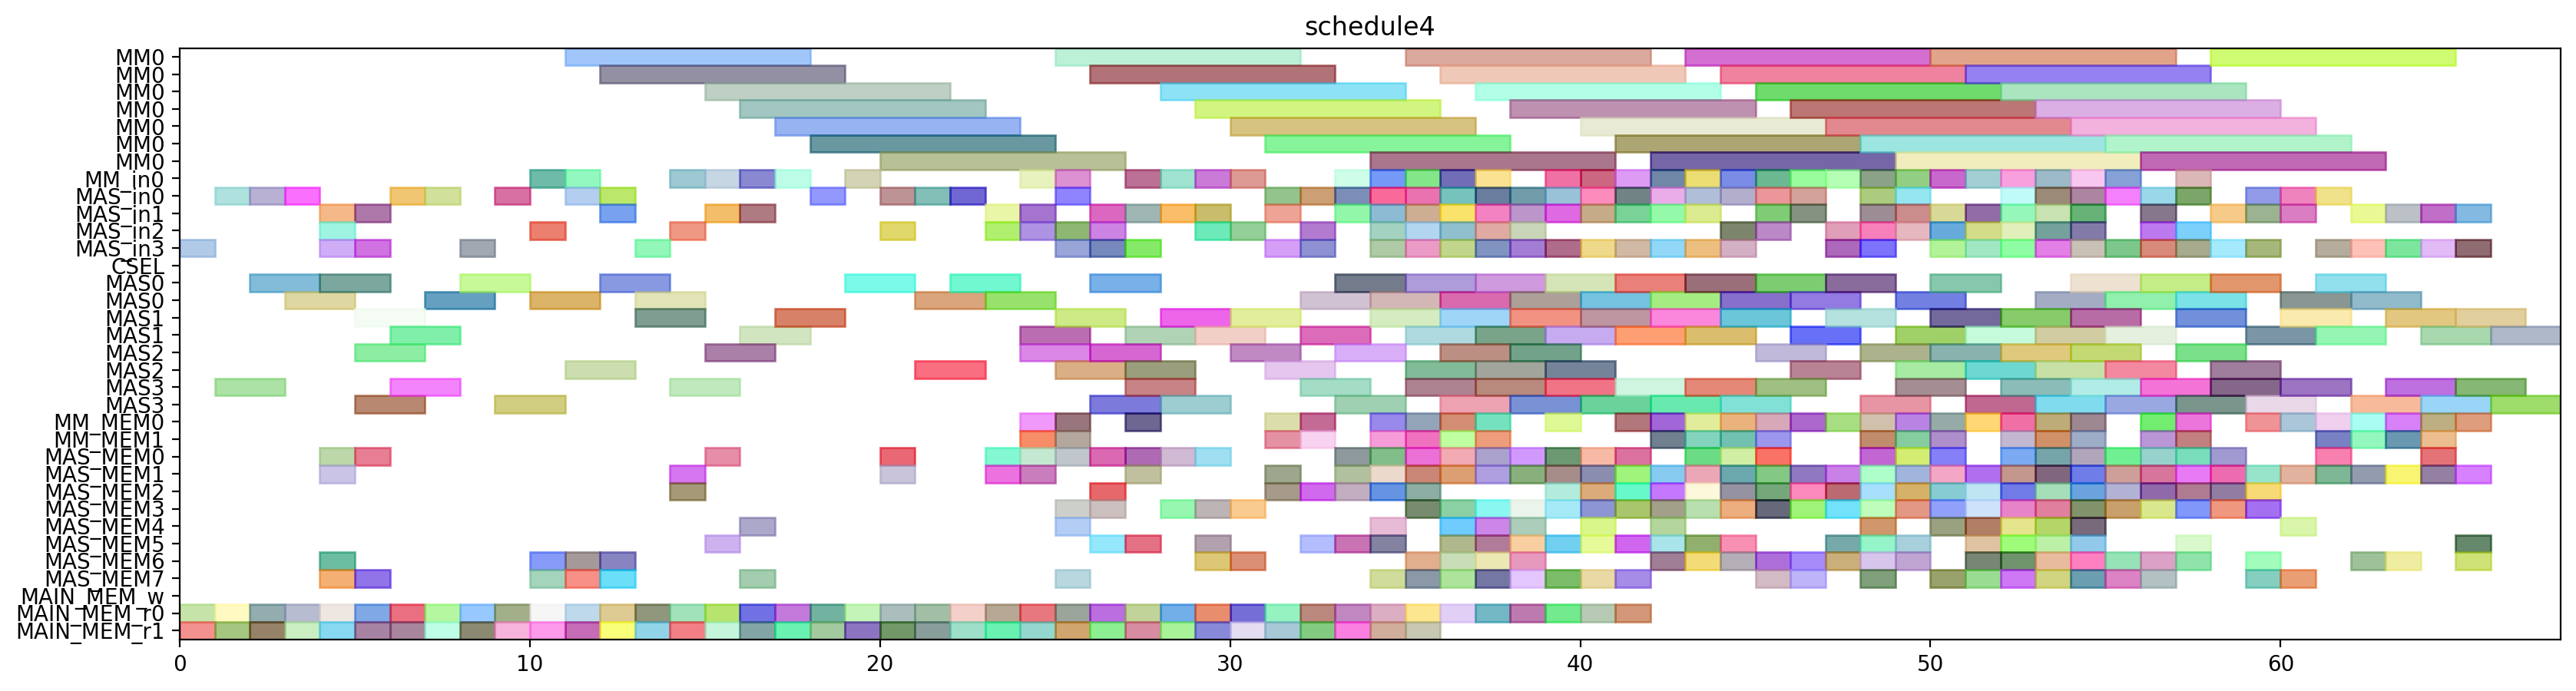 schedule4
MM0
MM0
MM0
MM0
MM0
MM0
MM0
MM_in0
MAS_in0
MAS_in1
MAS_in2
MAS_in3
CSEL
MAS0
MAS0
MAS1
MAS1
MAS2
MAS2
MAS3
MAS3
MM_MEM0
MM_MEM1
MAS_MEM0
MAS_MEM1
MAS_MEM2
MAS_MEM3
MAS_MEM4
MAS_MEM5
MAS_MEM6
MAS_MEM7
MAIN_MEM_w
MAIN_MEM_r0
MAIN_MEM_r1
0 10 20 30 40 50 60